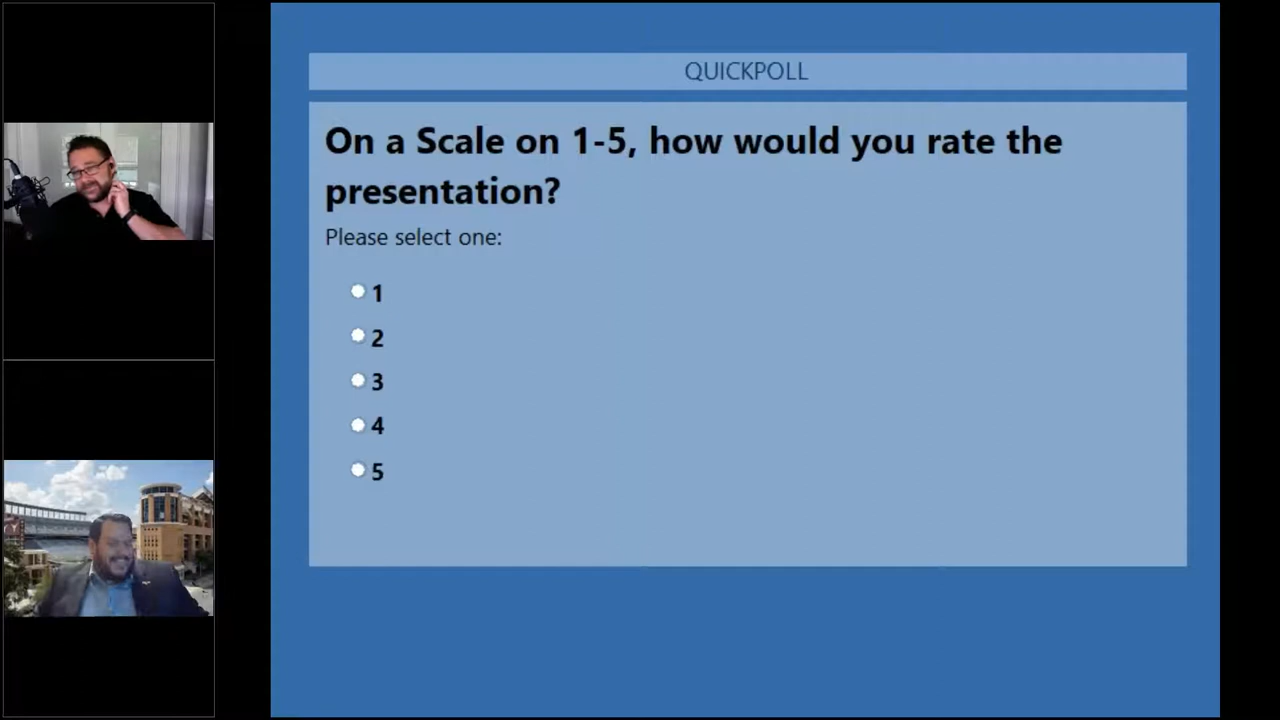 QUICKPOLL
On a Scale on 1-5, how would you rate the
presentation?
Please select one:
1
2
3
4
5